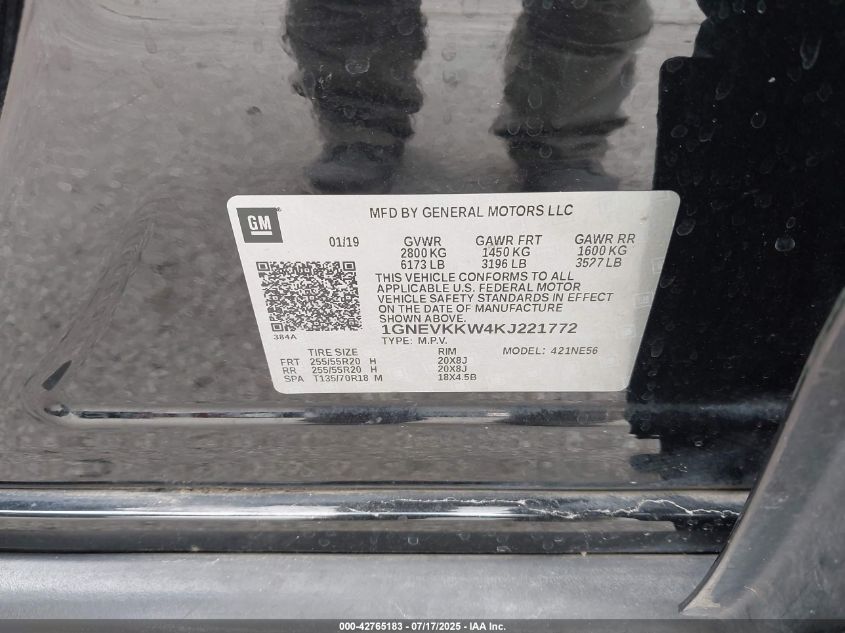 GM
MFD BY GENERAL MOTORS LLC
01/19 GVWR GAWR FRT GAWR RR
2800 KG 1450 KG 1600 KG
6173 LB 3196 LB 3527 LB
THIS VEHICLE CONFORMS TO ALL
APPLICABLE U.S. FEDERAL MOTOR
VEHICLE SAFETY STANDARDS IN EFFECT
ON THE DATE OF MANUFACTURE
SHOWN ABOVE.
384A
1GNEVKKW4KJ221772
TYPE: M.P.V.
TIRE SIZE RIM MODEL: 421NE56
FRT 255/55R20 H 20X8J
RR 255/55R20 H 20X8J
SPA T135/70R18 M 18X4.5B
000-42765183 - 07/17/2025 - IAA Inc.